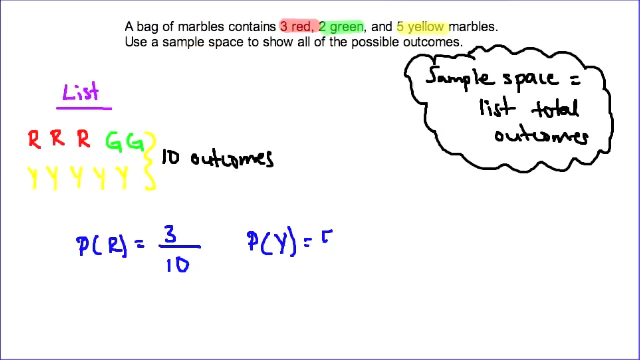 A bag of marbles contains 3 red, 2 green, and 5 yellow marbles.
Use a sample space to show all of the possible outcomes.
Sample space =
list total
outcomes
List
R R R G G
Y Y Y Y Y
10 outcomes
P(R) = 3/10
P(Y) =